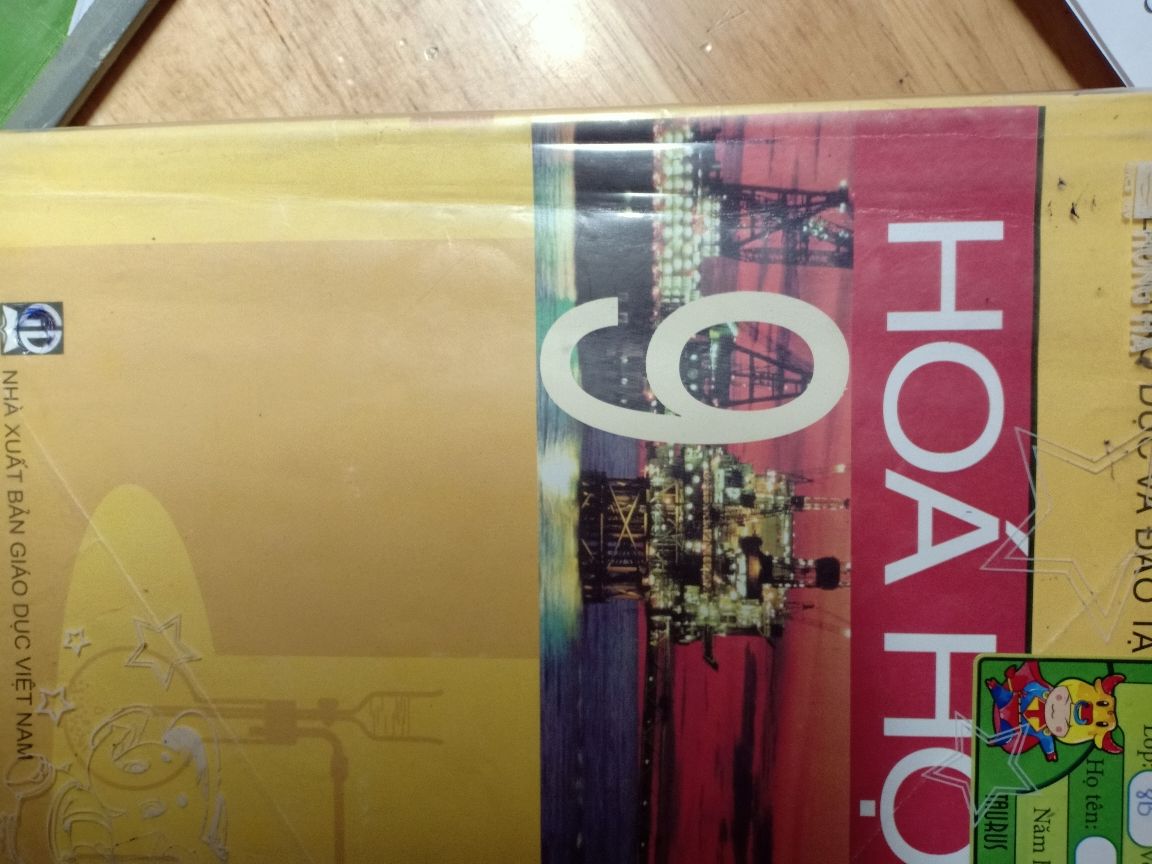 DỤC VÀ ĐÀO TẠ
HOÁ HỌ
9
Lớp: 8b
Họ tên:
Năm
TAURUS
NHÀ XUẤT BẢN GIÁO DỤC VIỆT NAM